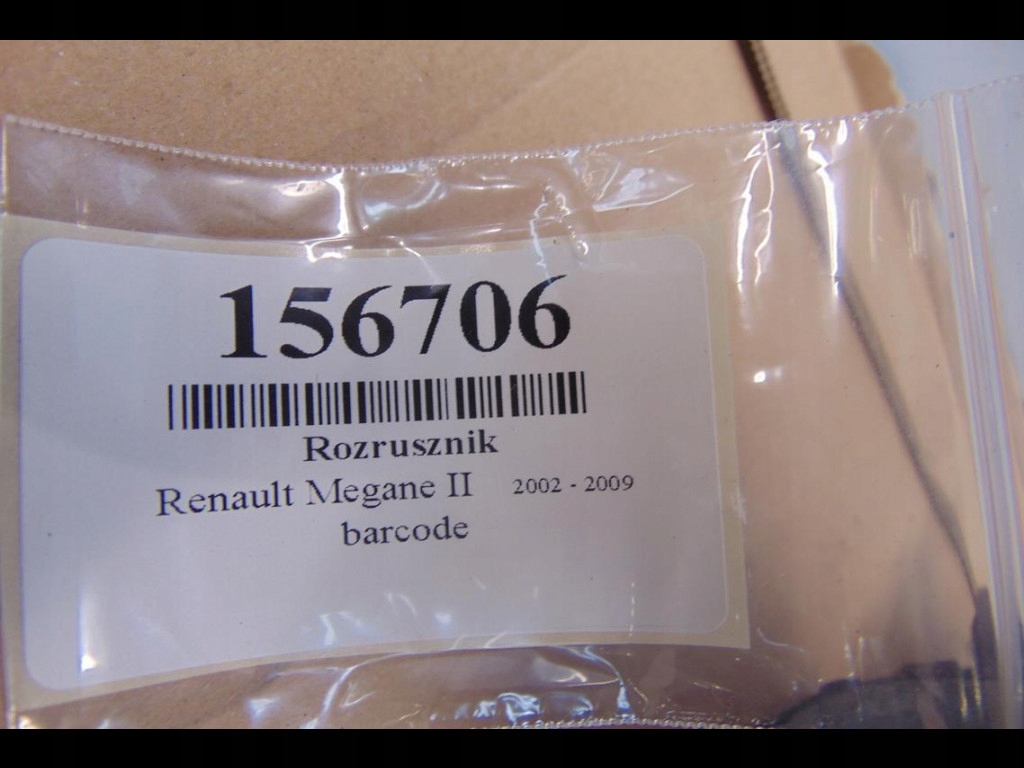 156706
Rozrusznik
Renault Megane II 2002 - 2009
barcode